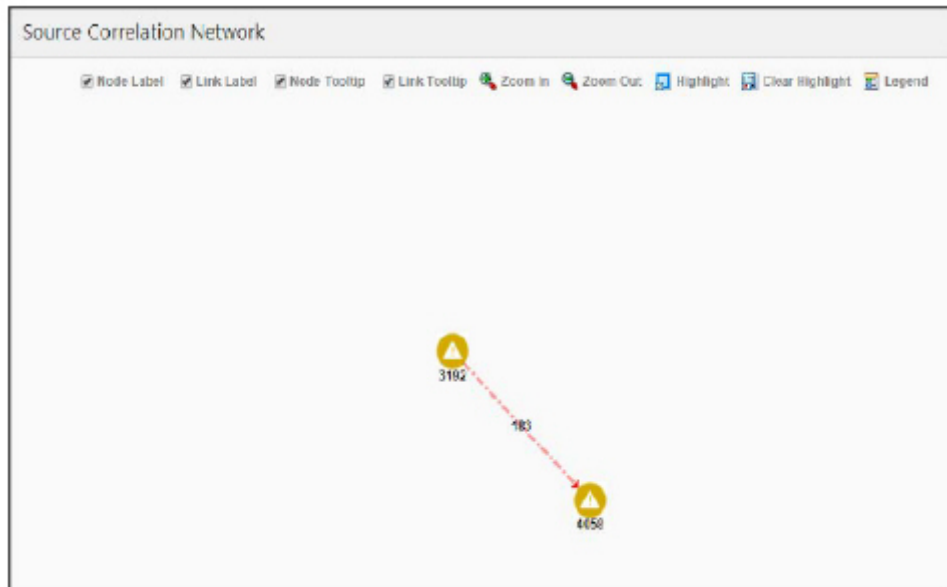 Source Correlation Network
Node Label Link Label Node Tooltip Link Tooltip Zoom In Zoom Out Highlight Clear Highlight Legend
3192
183
4058